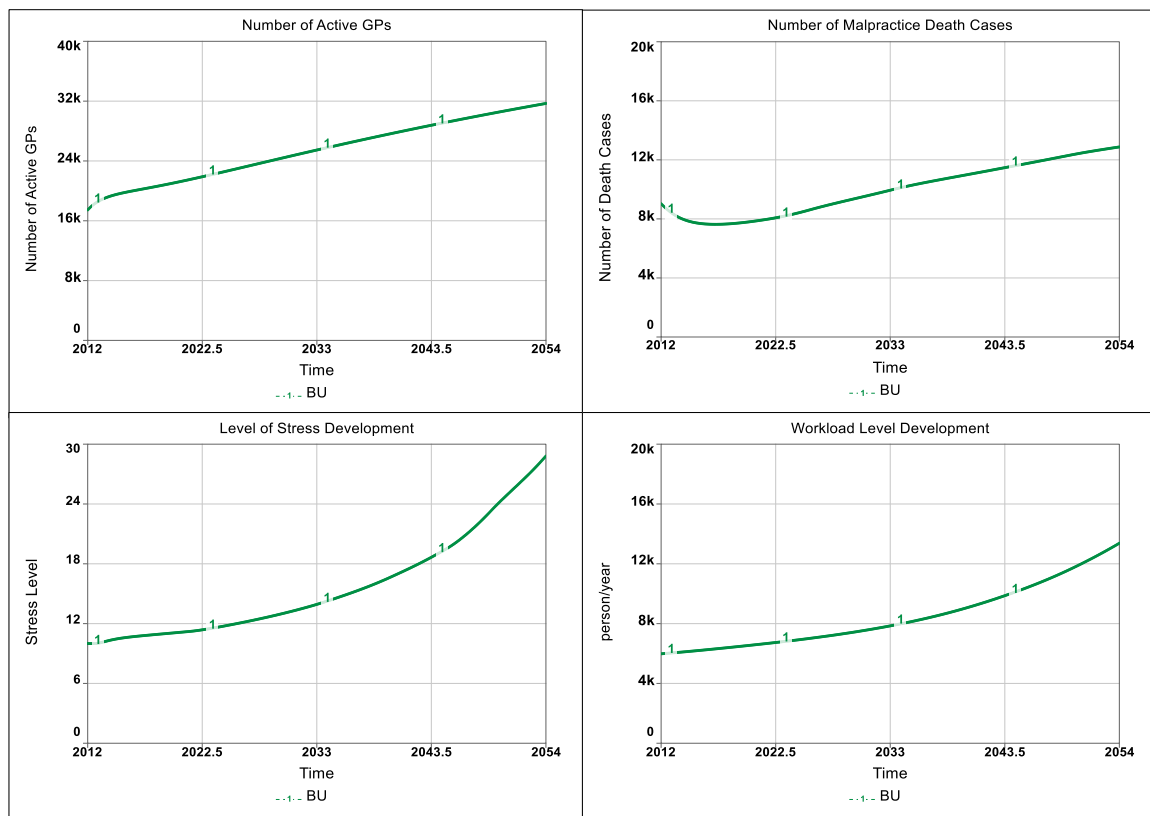 Number of Active GPs
40k
32k
24k
16k
8k
0
Number of Active GPs
1
1
1
1
2012 2022.5 2033 2043.5 2054
Time
1 BU
Number of Malpractice Death Cases
20k
16k
12k
8k
4k
0
Number of Death Cases
1
1
1
1
2012 2022.5 2033 2043.5 2054
Time
1 BU
Level of Stress Development
30
24
18
12
6
0
Stress Level
1
1
1
1
2012 2022.5 2033 2043.5 2054
Time
1 BU
Workload Level Development
20k
16k
12k
8k
4k
0
person/year
1
1
1
1
2012 2022.5 2033 2043.5 2054
Time
1 BU